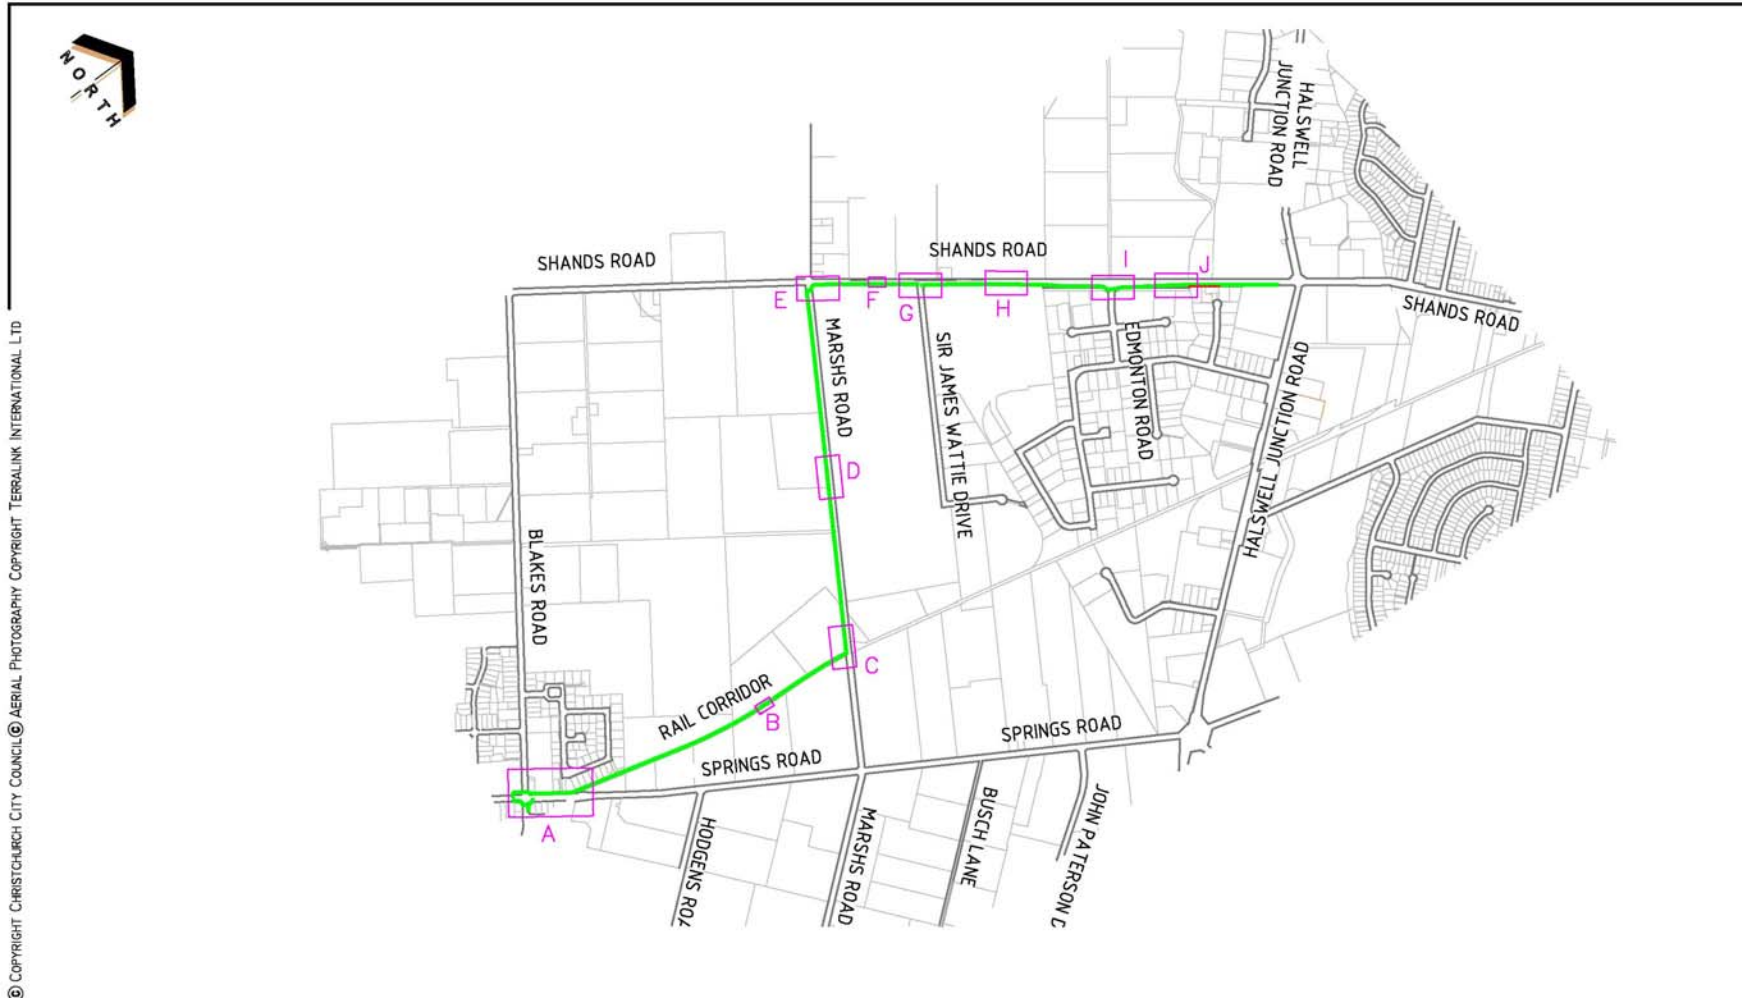 NORTH
HALSWELL
JUNCTION ROAD
SHANDS ROAD
SHANDS ROAD
I
J
E
F
G
H
SHANDS ROAD
MARSHS ROAD
SIR JAMES WATTIE DRIVE
EDMONTON ROAD
HALSWELL JUNCTION ROAD
D
BLAKES ROAD
C
RAIL CORRIDOR
B
SPRINGS ROAD
SPRINGS ROAD
A
HODGENS ROA
MARSHS ROAD
BUSCH LANE
JOHN PATERSON D
© COPYRIGHT CHRISTCHURCH CITY COUNCIL © AERIAL PHOTOGRAPHY COPYRIGHT TERRALINK INTERNATIONAL LTD